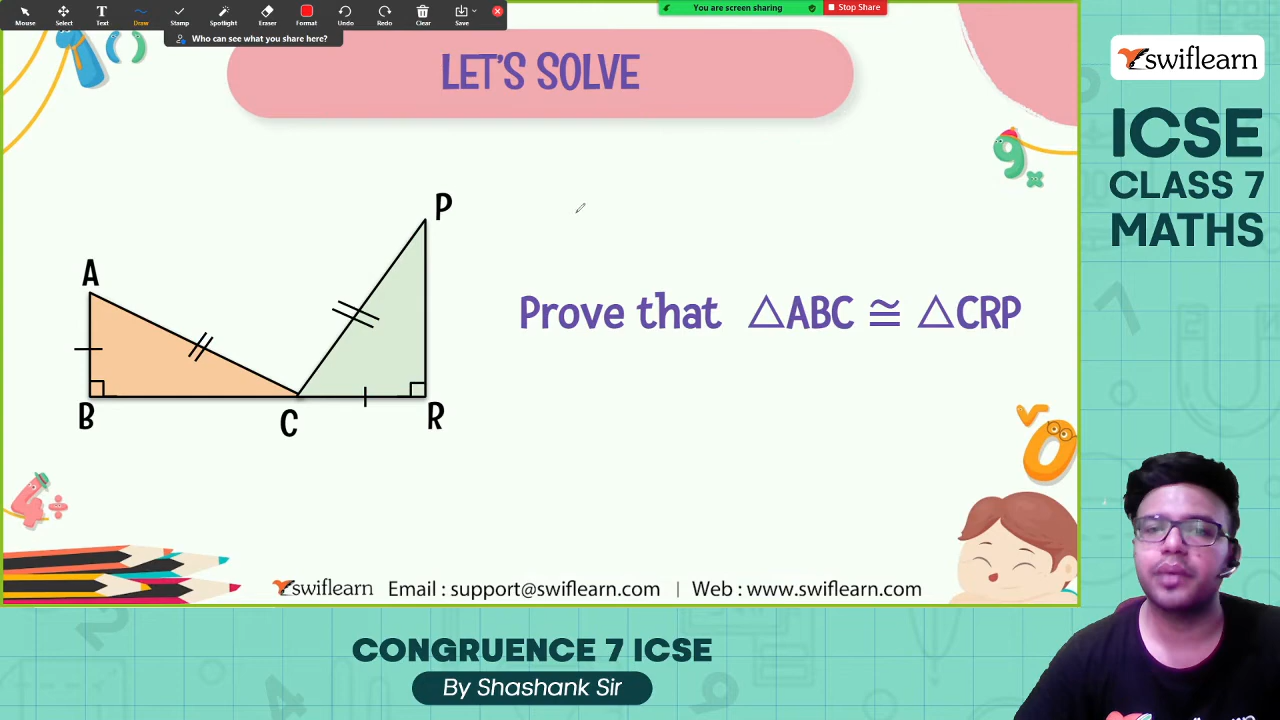 Mouse Select Text Draw Stamp Spotlight Eraser Format Undo Redo Clear Save
You are screen sharing Stop Share
Who can see what you share here?
LET'S SOLVE
swiflearn
ICSE
CLASS 7
MATHS
P
A
B
C
R
Prove that △ABC ≅ △CRP
swiflearn Email : support@swiflearn.com | Web : www.swiflearn.com
CONGRUENCE 7 ICSE
By Shashank Sir